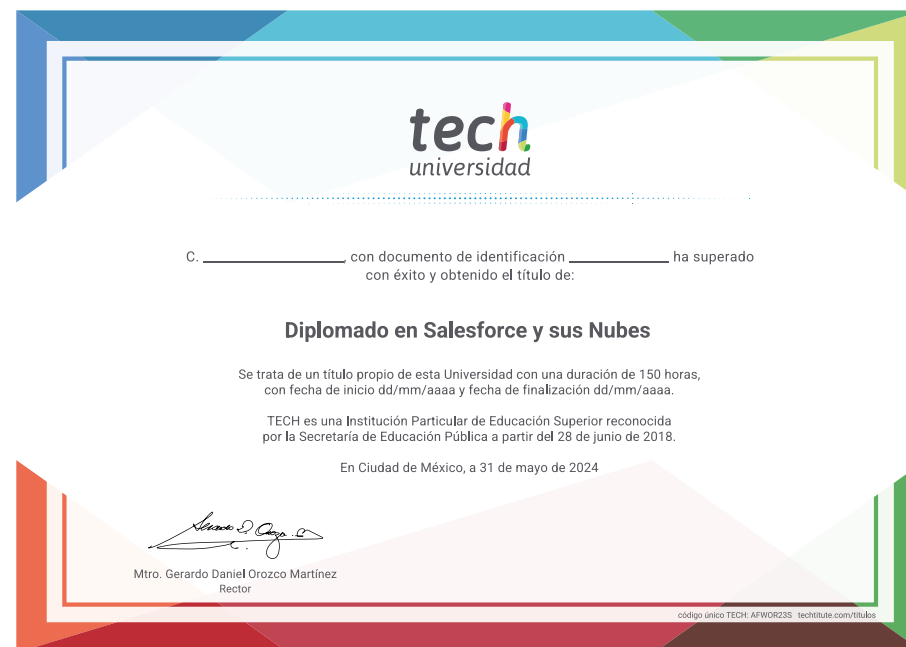 tech
universidad
C. ____________________, con documento de identificación ______________ ha superado
con éxito y obtenido el título de:
Diplomado en Salesforce y sus Nubes
Se trata de un título propio de esta Universidad con una duración de 150 horas,
con fecha de inicio dd/mm/aaaa y fecha de finalización dd/mm/aaaa.
TECH es una Institución Particular de Educación Superior reconocida
por la Secretaría de Educación Pública a partir del 28 de junio de 2018.
En Ciudad de México, a 31 de mayo de 2024
Mtro. Gerardo Daniel Orozco Martínez
Rector
código único TECH: AFWOR23S techtitute.com/titulos